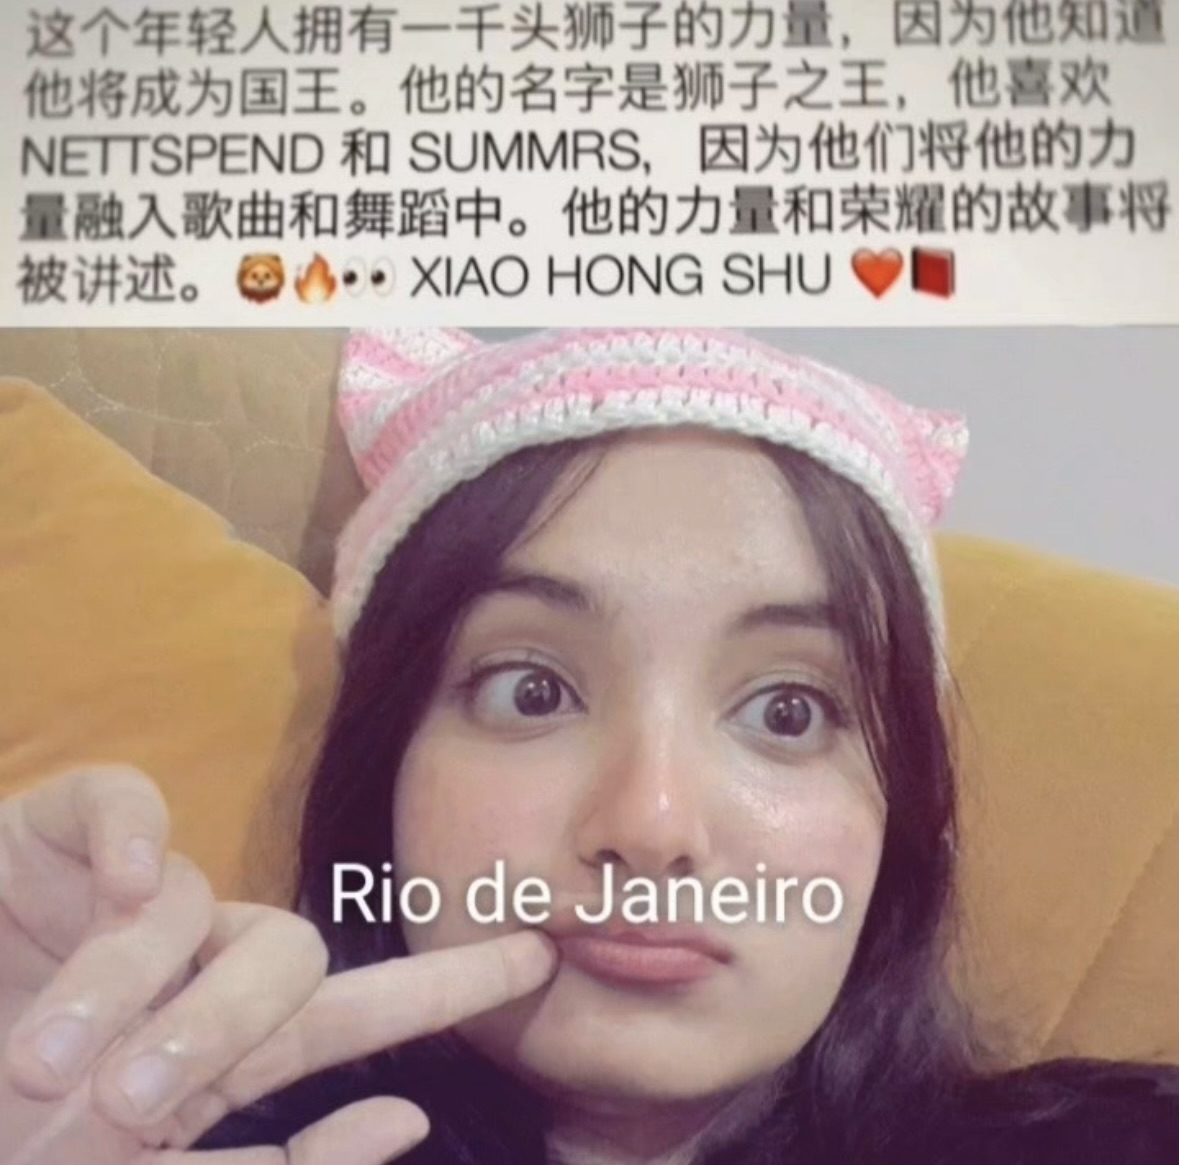 这个年轻人拥有一千头狮子的力量，因为他知道
他将成为国王。他的名字是狮子之王，他喜欢
NETTSPEND 和 SUMMRS，因为他们将他的力
量融入歌曲和舞蹈中。他的力量和荣耀的故事将
被讲述。🦁🔥👀 XIAO HONG SHU ❤️📕
Rio de Janeiro